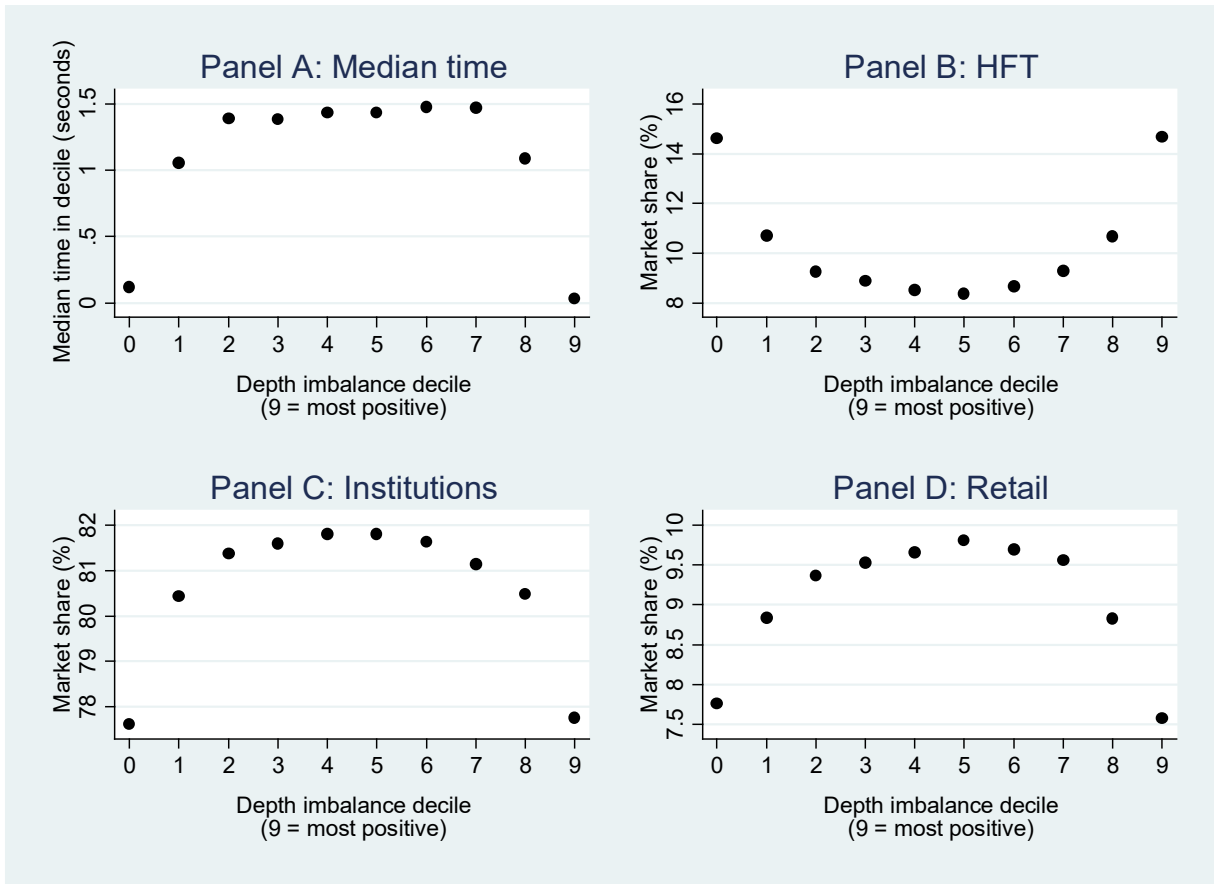 Panel A: Median time
Median time in decile (seconds)
1.5
1
.5
0
0 1 2 3 4 5 6 7 8 9
Depth imbalance decile
(9 = most positive)
Panel B: HFT
Market share (%)
16
14
12
10
8
0 1 2 3 4 5 6 7 8 9
Depth imbalance decile
(9 = most positive)
Panel C: Institutions
Market share (%)
82
81
80
79
78
0 1 2 3 4 5 6 7 8 9
Depth imbalance decile
(9 = most positive)
Panel D: Retail
Market share (%)
10
9.5
9
8.5
8
7.5
0 1 2 3 4 5 6 7 8 9
Depth imbalance decile
(9 = most positive)